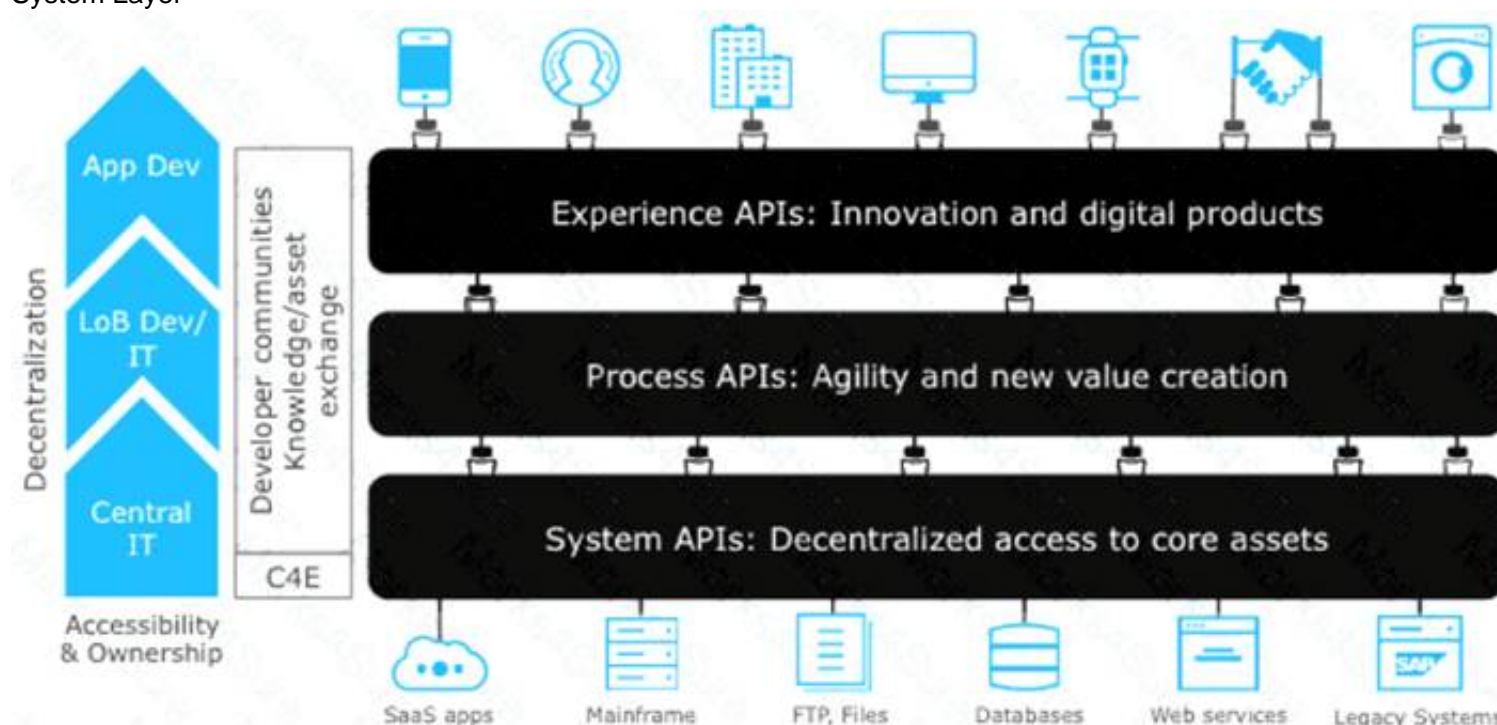 System Layer
App Dev
LoB Dev/
IT
Central
IT
Decentralization
Accessibility
& Ownership
Developer communities
Knowledge/asset
exchange
C4E
Experience APIs: Innovation and digital products
Process APIs: Agility and new value creation
System APIs: Decentralized access to core assets
SaaS apps
Mainframe
FTP, Files
Databases
Web services
SAP
Legacy Systems